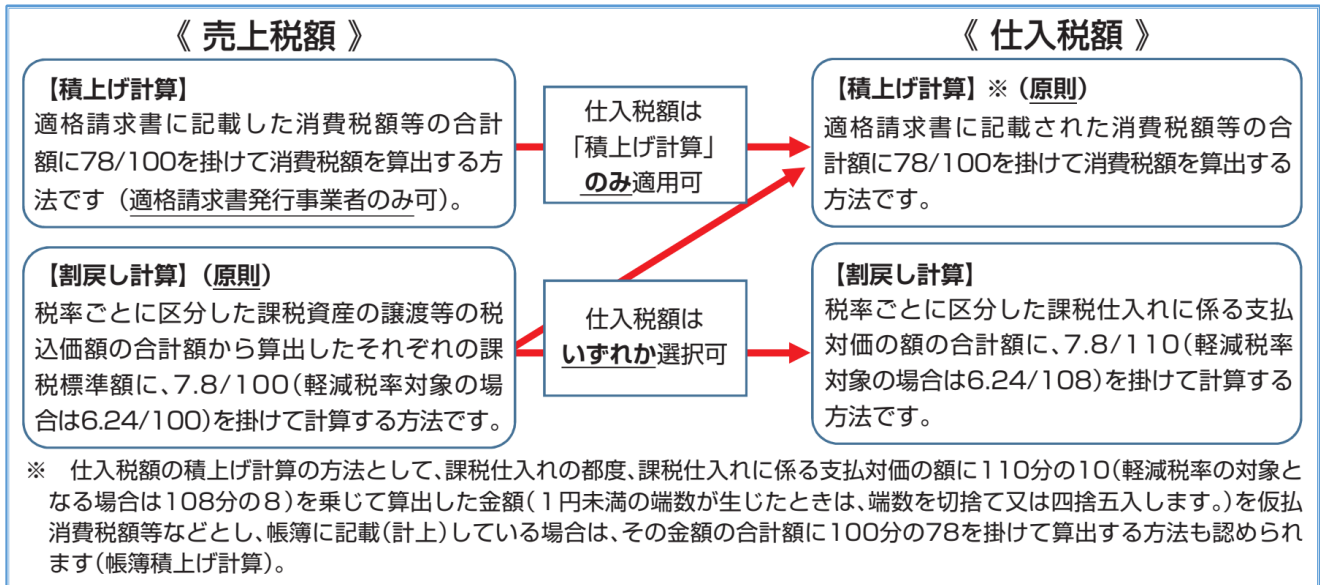 《 売上税額 》
《 仕入税額 》
【積上げ計算】
適格請求書に記載した消費税額等の合計
額に78/100を掛けて消費税額を算出する方
法です（適格請求書発行事業者のみ可）。
仕入税額は
「積上げ計算」
のみ適用可
【積上げ計算】※（原則）
適格請求書に記載された消費税額等の合
計額に78/100を掛けて消費税額を算出する
方法です。
【割戻し計算】（原則）
税率ごとに区分した課税資産の譲渡等の税
込価額の合計額から算出したそれぞれの課
税標準額に、7.8/100（軽減税率対象の場
合は6.24/100）を掛けて計算する方法です。
仕入税額は
いずれか選択可
【割戻し計算】
税率ごとに区分した課税仕入れに係る支払
対価の額の合計額に、7.8/110（軽減税率
対象の場合は6.24/108）を掛けて計算する
方法です。
※　仕入税額の積上げ計算の方法として、課税仕入れの都度、課税仕入れに係る支払対価の額に110分の10（軽減税率の対象と
なる場合は108分の８）を乗じて算出した金額（１円未満の端数が生じたときは、端数を切捨て又は四捨五入します。）を仮払
消費税額等などとし、帳簿に記載（計上）している場合は、その金額の合計額に100分の78を掛けて算出する方法も認められ
ます（帳簿積上げ計算）。